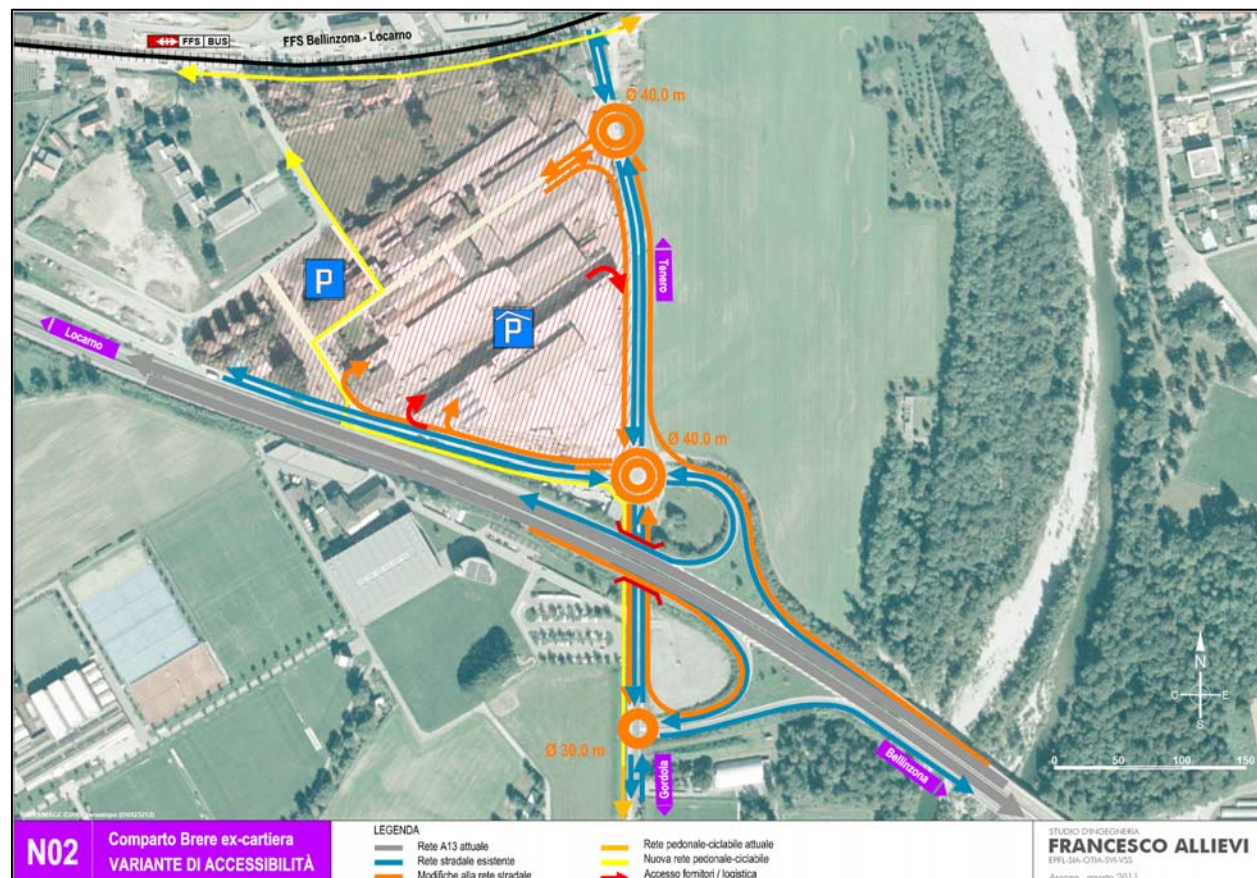 FFS BUS
FFS Bellinzona - Locarno
Ø 40.0 m
P
P
Tenero
Locarno
Ø 40.0 m
Ø 30.0 m
Gordola
Bellinzona
N
O E
S
0 50 100 150
N02
Comparto Brere ex-cartiera
VARIANTE DI ACCESSIBILITÀ
LEGENDA
Rete A13 attuale
Rete stradale esistente
Modifiche alla rete stradale
Rete pedonale-ciclabile attuale
Nuova rete pedonale-ciclabile
Accesso fornitori / logistica
STUDIO D'INGEGNERIA
FRANCESCO ALLIEVI
EPFL-SIA-OTIA-SVI-VSS
Ascona, agosto 2011